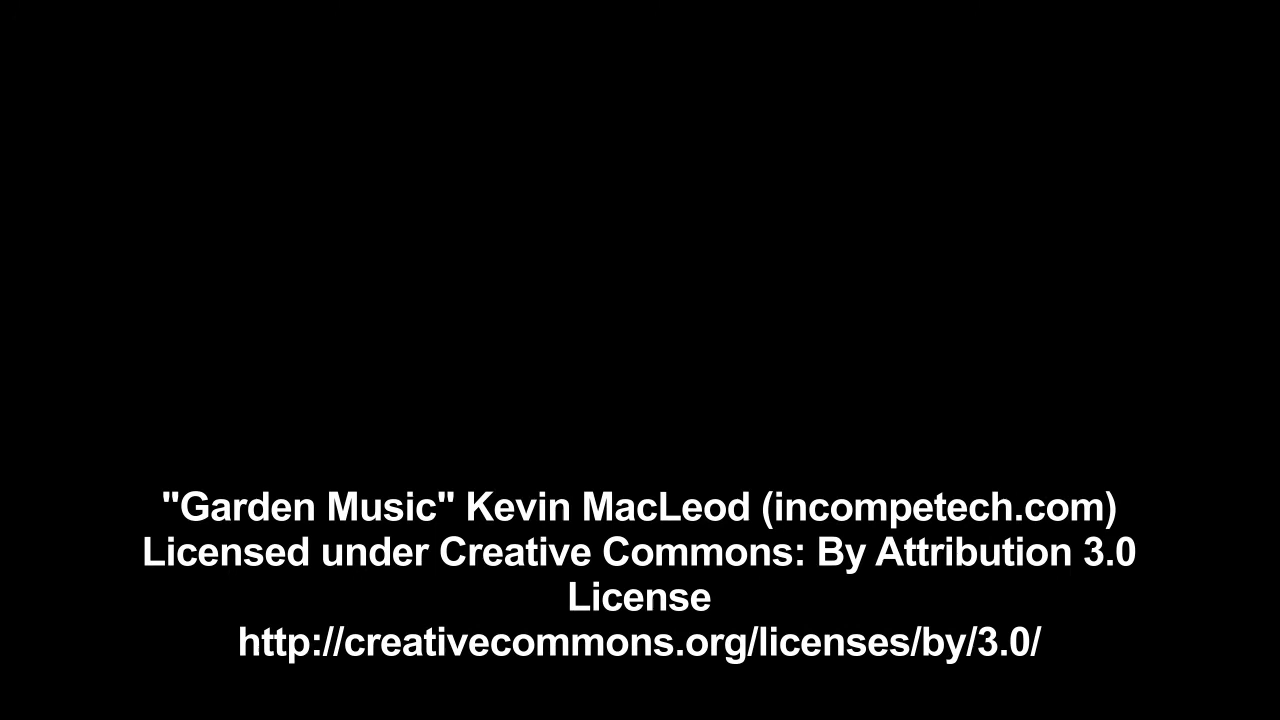 "Garden Music" Kevin MacLeod (incompetech.com)
Licensed under Creative Commons: By Attribution 3.0
License
http://creativecommons.org/licenses/by/3.0/